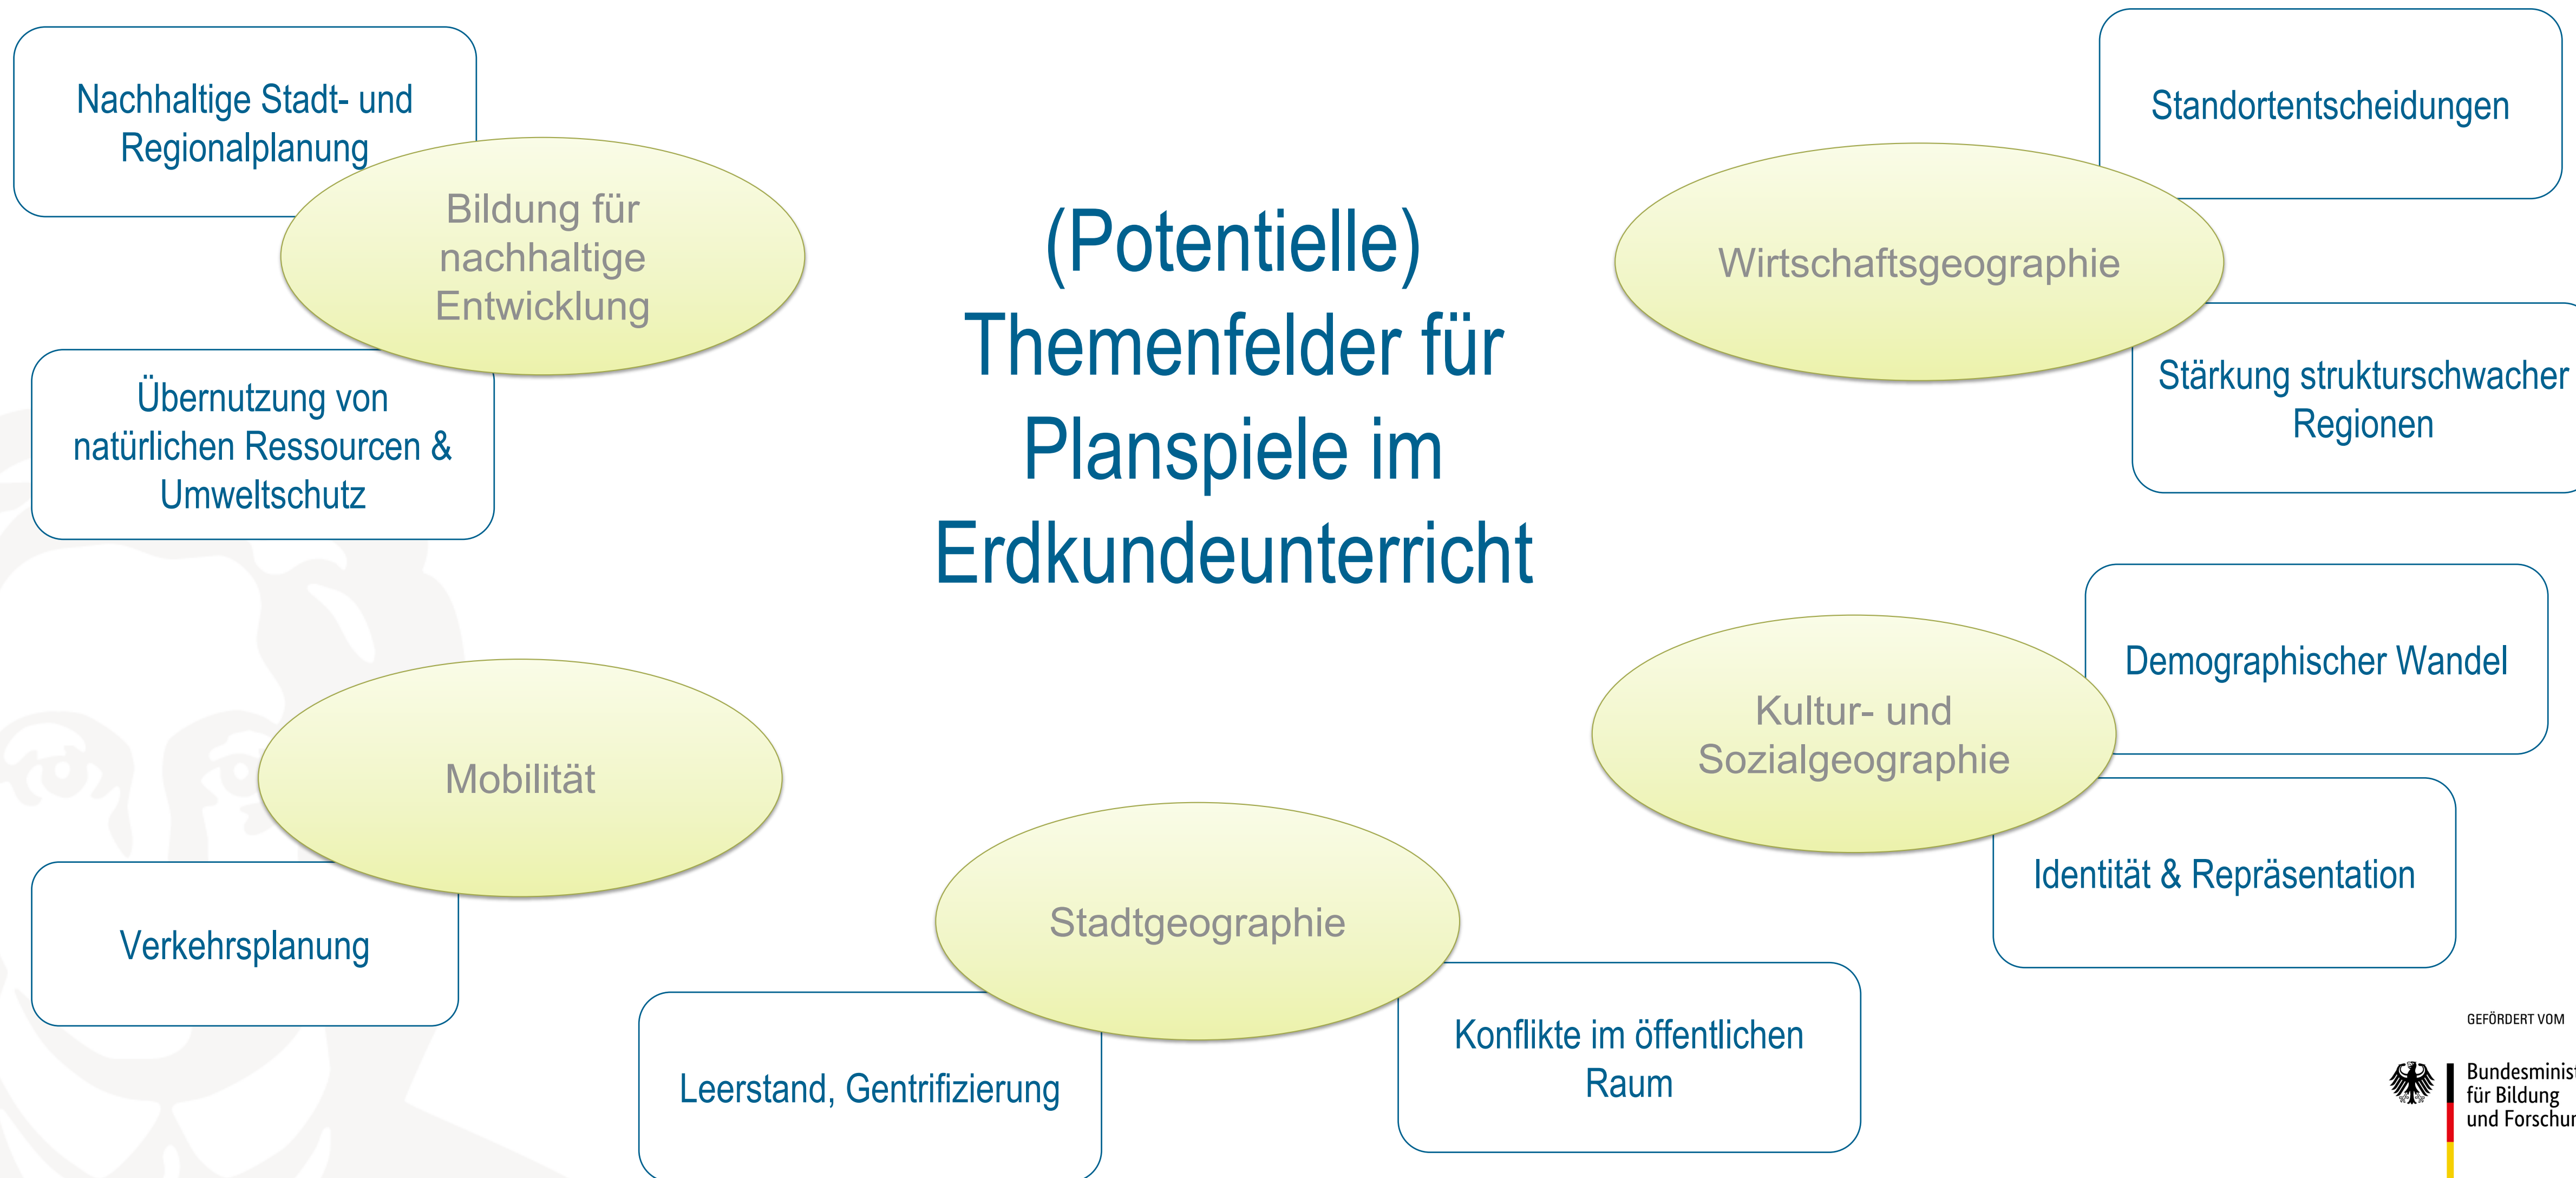 Nachhaltige Stadt- und
Regionalplanung
Bildung für
nachhaltige
Entwicklung
Übernutzung von
natürlichen Ressourcen &
Umweltschutz
(Potentielle)
Themenfelder für
Planspiele im
Erdkundeunterricht
Standortentscheidungen
Wirtschaftsgeographie
Stärkung strukturschwacher
Regionen
Mobilität
Verkehrsplanung
Stadtgeographie
Leerstand, Gentrifizierung
Konflikte im öffentlichen
Raum
Demographischer Wandel
Kultur- und
Sozialgeographie
Identität & Repräsentation
GEFÖRDERT VOM
für Bildung
und